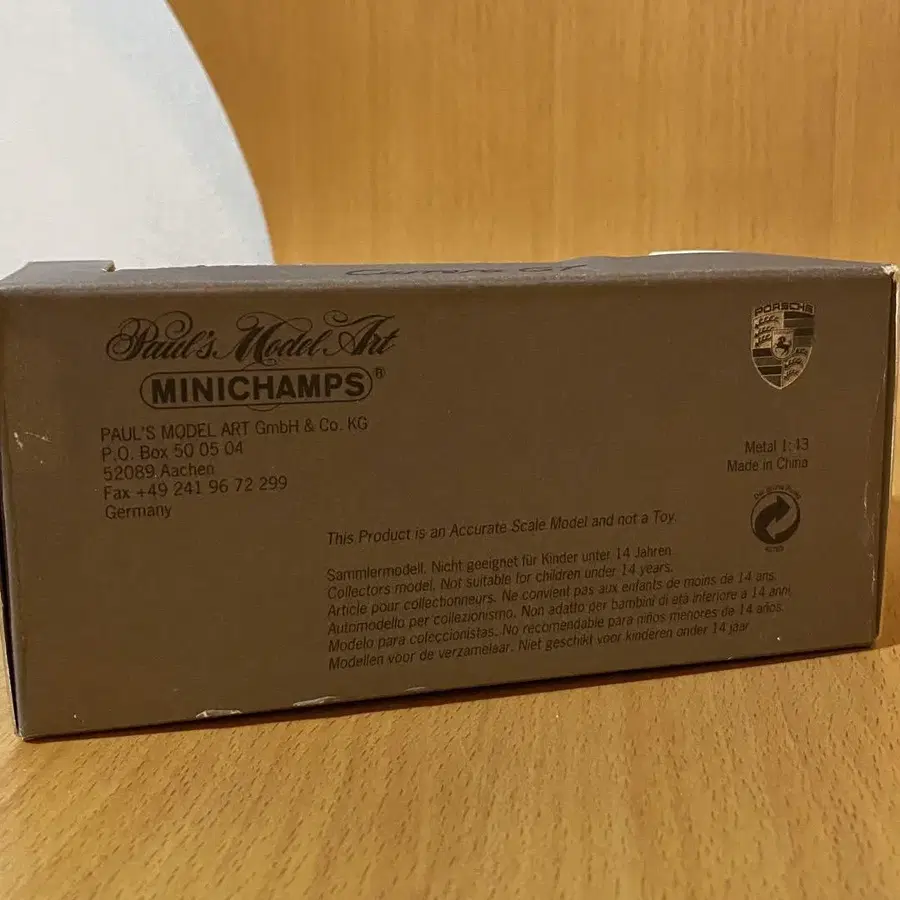 Carrera GT
Paul's Model Art
MINICHAMPS®
PAUL'S MODEL ART GmbH & Co. KG
P.O. Box 50 05 04
52089 Aachen
Fax +49 241 96 72 299
Germany
PORSCHE
Metal 1:43
Made in China
Der Grüne Punkt
This Product is an Accurate Scale Model and not a Toy.
Sammlermodell. Nicht geeignet für Kinder unter 14 Jahren
Collectors model. Not suitable for children under 14 years.
Article pour collectionneurs. Ne convient pas aux enfants de moins de 14 ans.
Automodello per collezionismo. Non adatto per bambini di età inferiore a 14 anni
Modelo para coleccionistas. No recomendable para niños menores de 14 años.
Modellen voor de verzamelaar. Niet geschikt voor kinderen onder 14 jaar